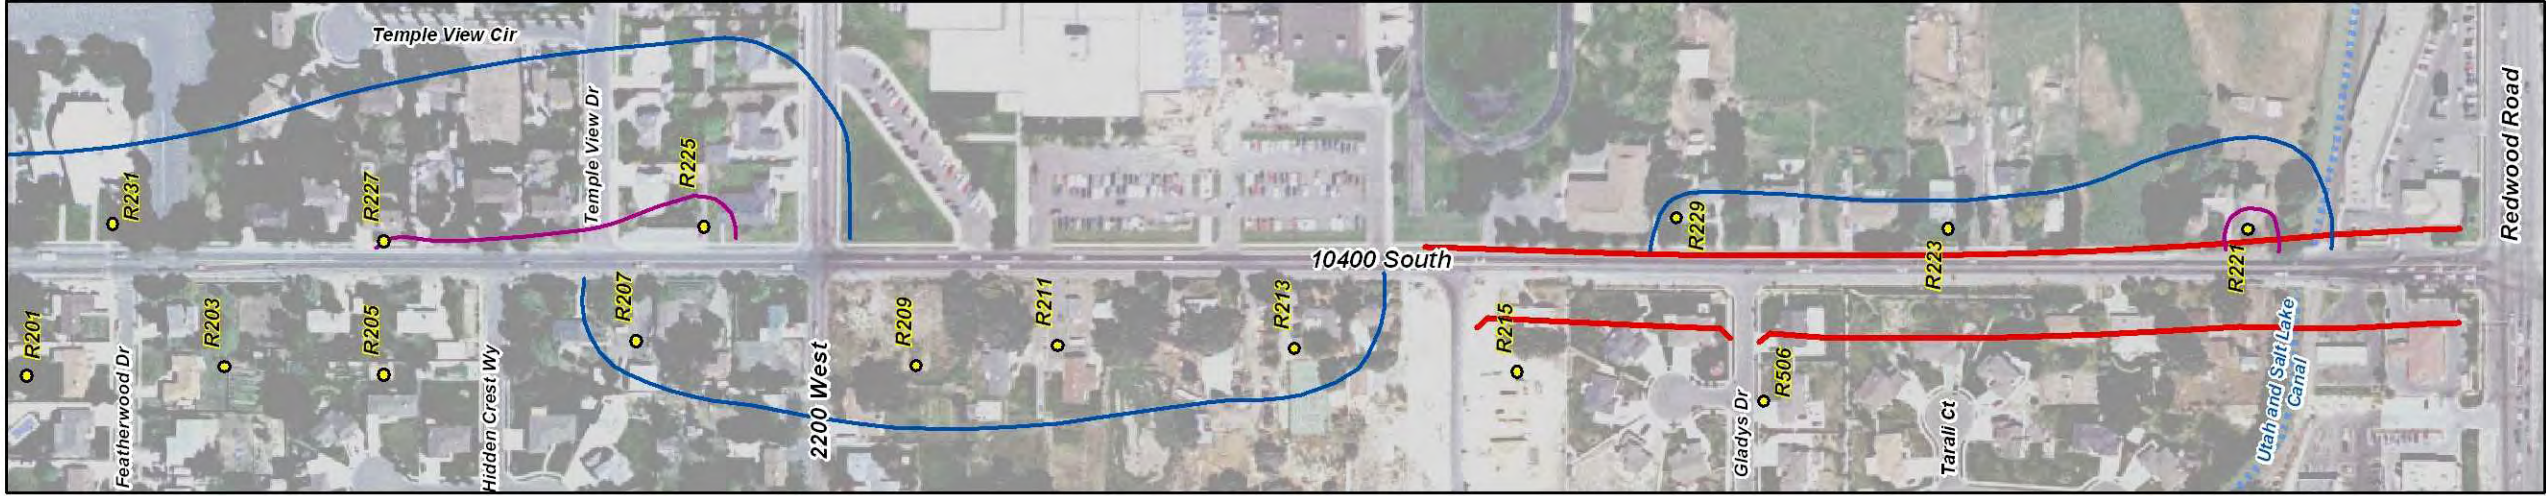 Temple View Cir
Redwood Road
Temple View Dr
R225
R231
R227
R229
R223
R221
10400 South
R201
R203
R205
R207
R209
R211
R213
R215
R506
Featherwood Dr
Hidden Crest Wy
2200 West
Gladys Dr
Tarali Ct
Utah and Salt Lake
Canal